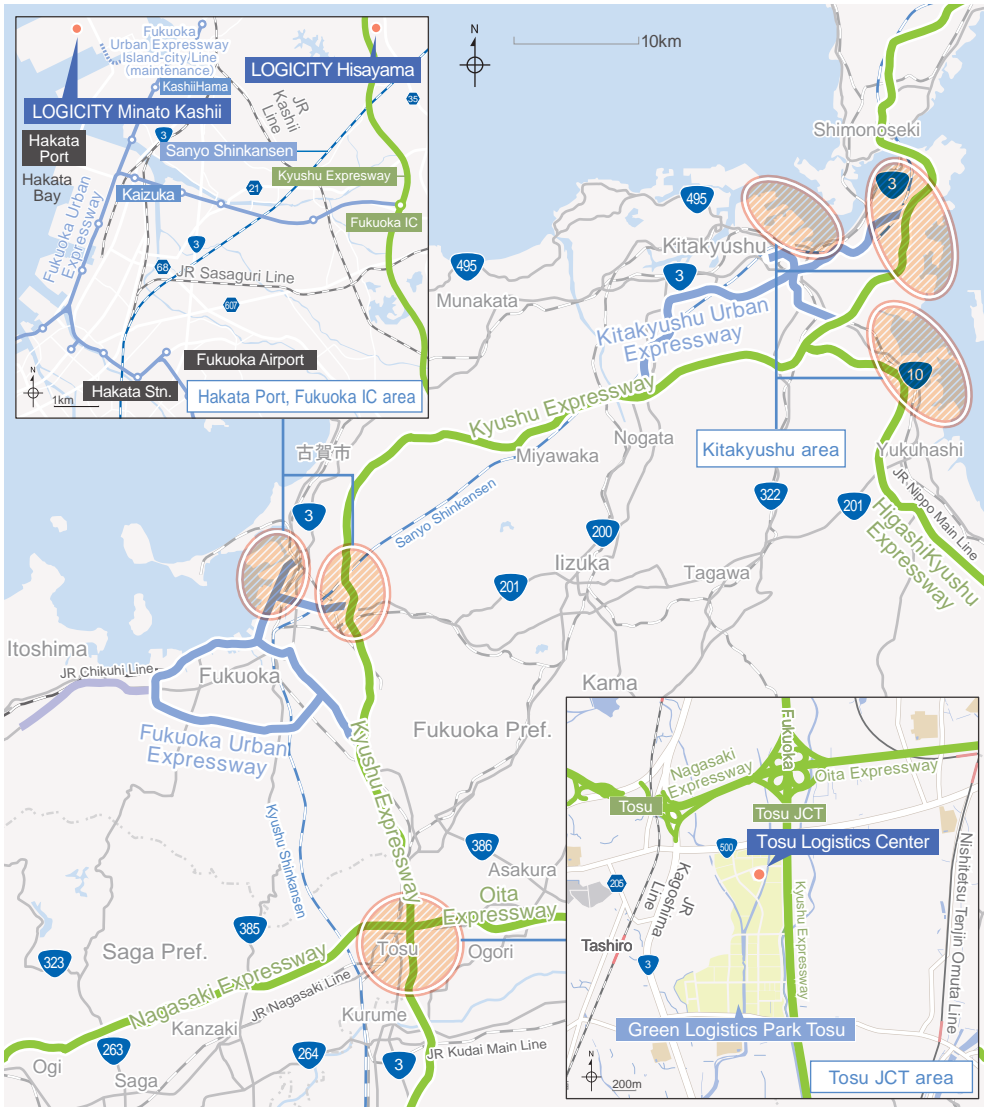 Fukuoka
Urban Expressway
Island-city Line
(maintenance)
LOGICITY Hisayama
KashiiHama
LOGICITY Minato Kashii
35
JR
Kashii
Line
3
Hakata
Port
Sanyo Shinkansen
Hakata
Bay
Kyushu Expresway
Kaizuka
21
Fukuoka Urban
Expressway
Fukuoka IC
3
68
JR Sasaguri Line
607
Fukuoka Airport
N
1km
Hakata Stn.
Hakata Port, Fukuoka IC area
N
10km
Shimonoseki
3
495
Kitakyushu
495
3
Munakata
Kitakyushu Urban
Expressway
10
Kyushu Expressway
Nogata
Kitakyushu area
Yukuhashi
古賀市
Miyawaka
JR Nippo Main Line
322
201
3
Sanyo Shinkansen
200
HigashiKyushu
Expressway
Iizuka
Tagawa
201
Itoshima
JR Chikuhi Line
Fukuoka
Kama
Fukuoka Pref.
Fukuoka Urban
Expressway
Kyushu Expressway
Kyushu Shinkansen
386
Asakura
Oita
Expressway
385
Saga Pref.
Tosu
Ogori
323
Nagasaki Expressway
JR Nagasaki Line
Kurume
Kanzaki
263
264
3
JR Kudai Main Line
Ogi
Saga
Fukuoka
Nagasaki
Expressway
Oita Expressway
Tosu
Tosu JCT
500
Tosu Logistics Center
205
JR
Kagoshima
Line
Kyushu Expressway
Nishitetsu Tenjin Omuta Line
Tashiro
3
Green Logistics Park Tosu
N
200m
Tosu JCT area